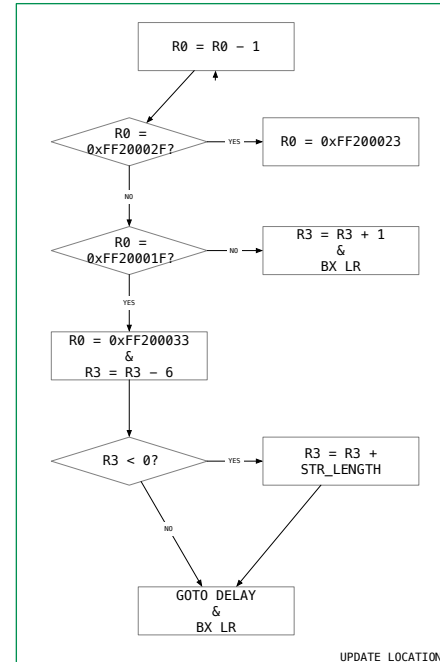 R0 = R0 - 1
R0 =
0xFF20002F?
YES
R0 = 0xFF200023
NO
R0 =
0xFF20001F?
NO
R3 = R3 + 1
&
BX LR
YES
R0 = 0xFF200033
&
R3 = R3 - 6
R3 < 0?
YES
R3 = R3 +
STR_LENGTH
NO
GOTO DELAY
&
BX LR
UPDATE LOCATION